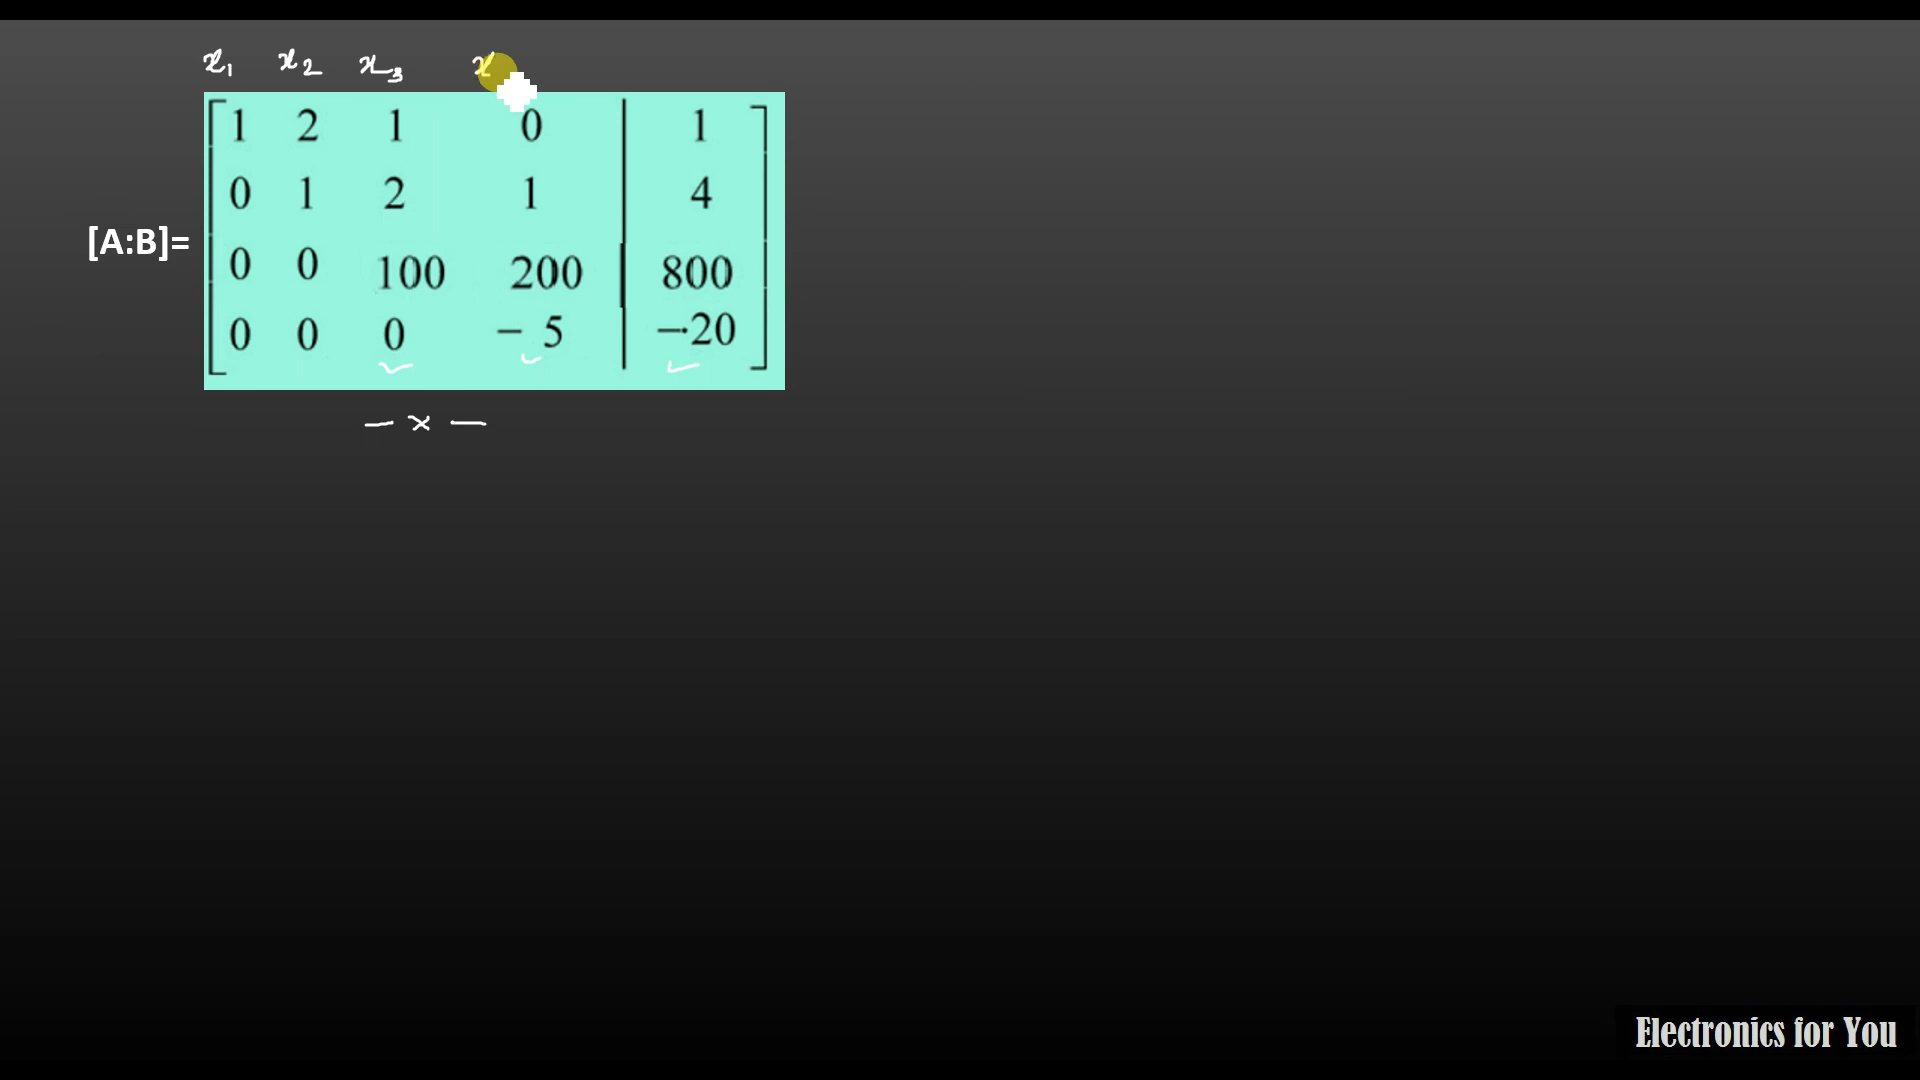 x₁ x₂ x₃ x
1 2 1 0 | 1
0 1 2 1 | 4
[A:B]=
0 0 100 200 | 800
0 0 0 - 5 | -20
— x —
Electronics for You